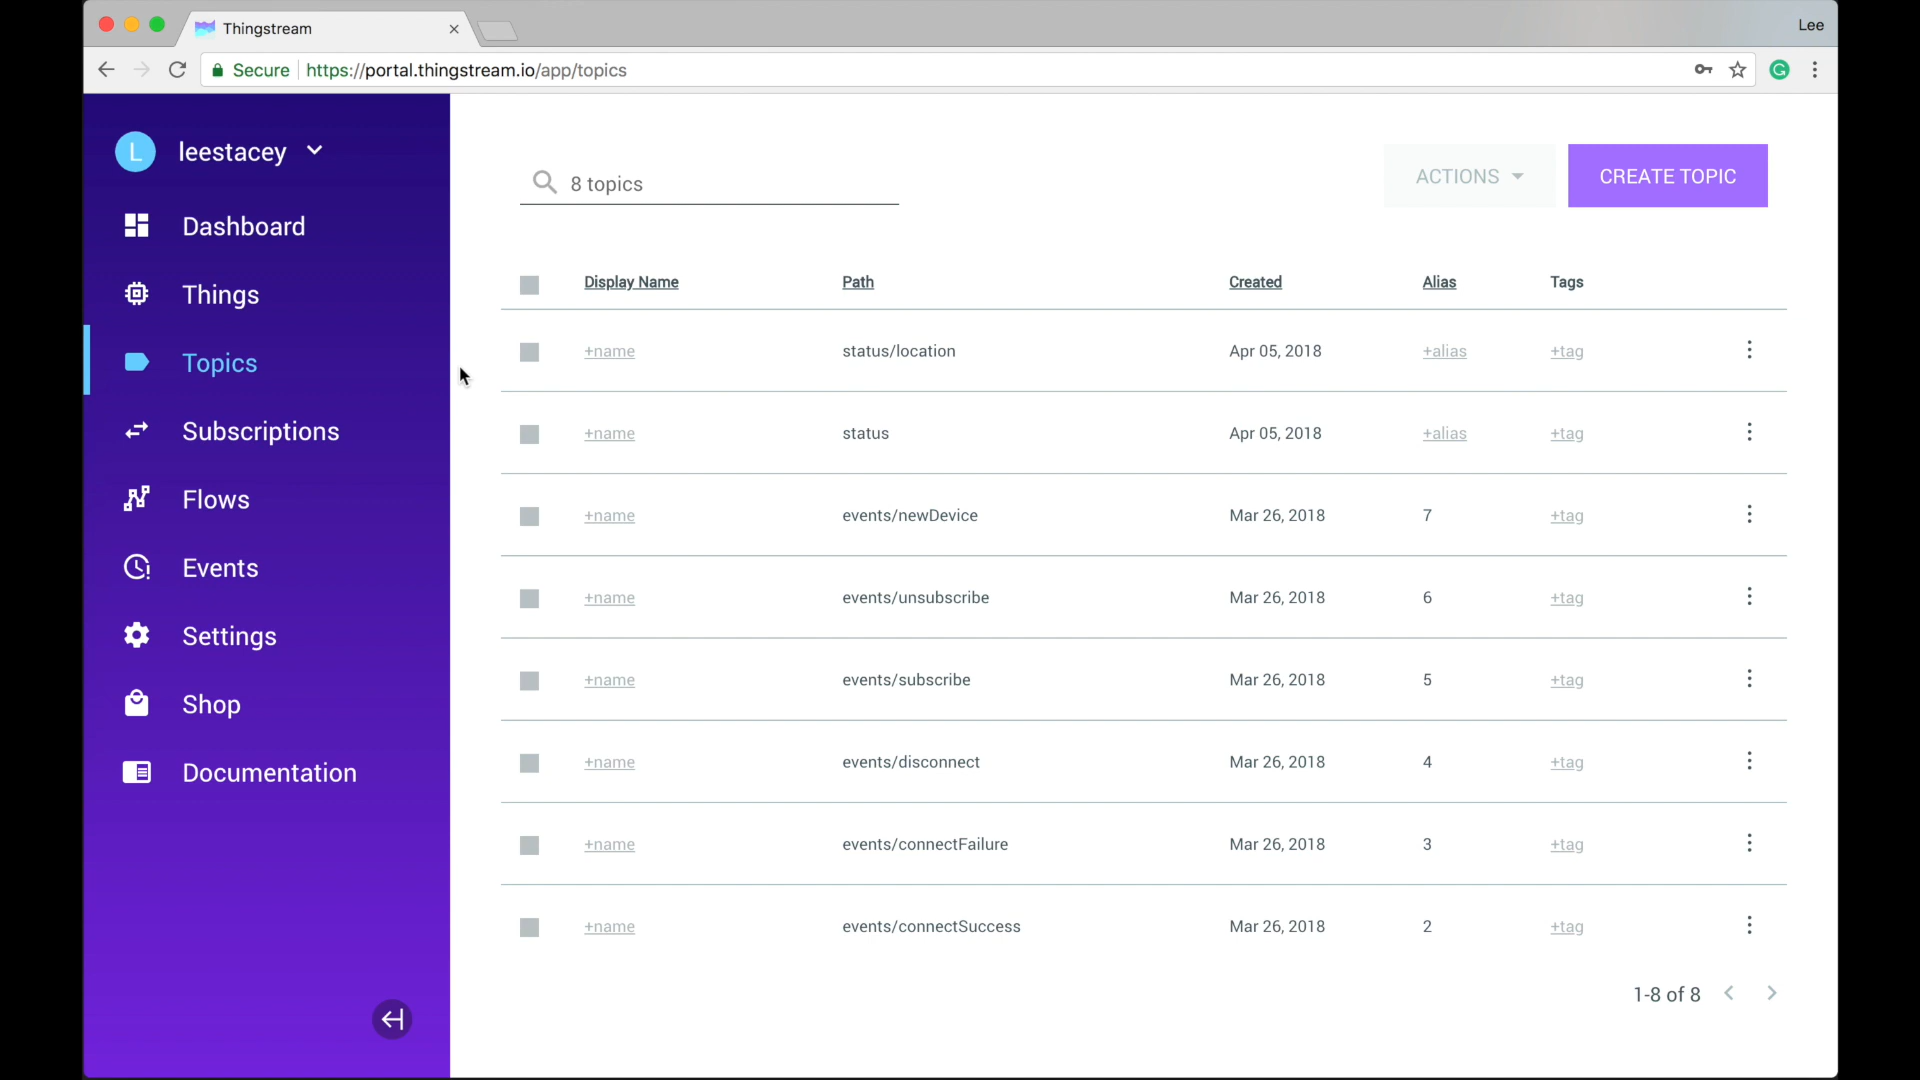 Thingstream
Lee
Secure https://portal.thingstream.io/app/topics
L leestacey
Dashboard
Things
Topics
Subscriptions
Flows
Events
Settings
Shop
Documentation
8 topics
ACTIONS
CREATE TOPIC
Display Name Path Created Alias Tags
+name status/location Apr 05, 2018 +alias +tag
+name status Apr 05, 2018 +alias +tag
+name events/newDevice Mar 26, 2018 7 +tag
+name events/unsubscribe Mar 26, 2018 6 +tag
+name events/subscribe Mar 26, 2018 5 +tag
+name events/disconnect Mar 26, 2018 4 +tag
+name events/connectFailure Mar 26, 2018 3 +tag
+name events/connectSuccess Mar 26, 2018 2 +tag
1-8 of 8